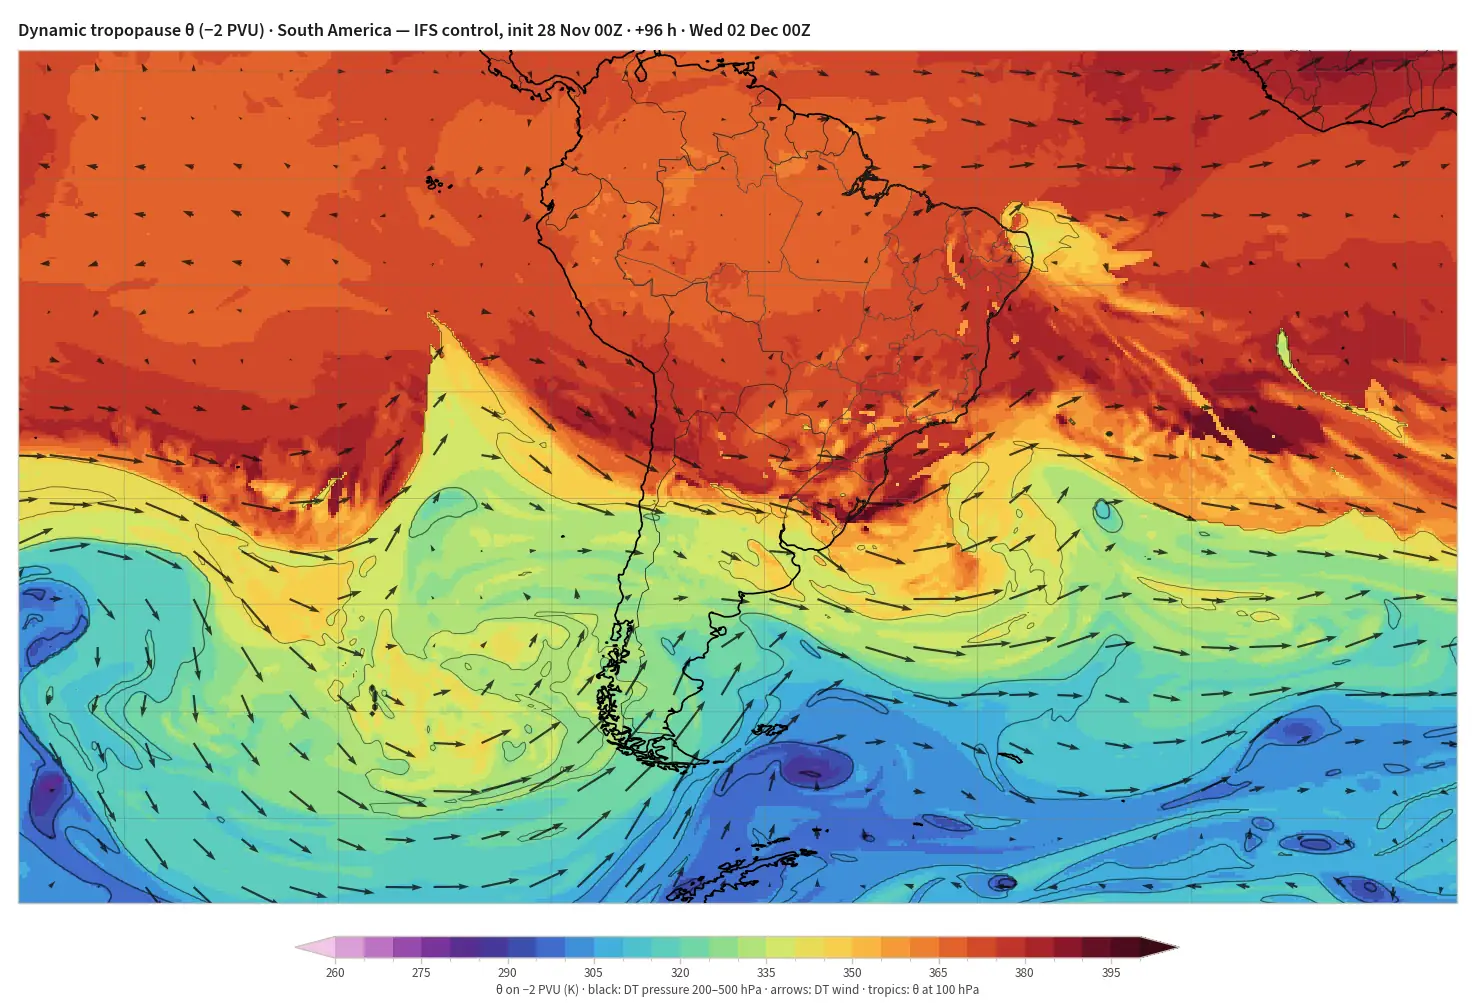 Dynamic tropopause θ (−2 PVU) · South America — IFS control, init 28 Nov 00Z · +96 h · Wed 02 Dec 00Z
260 275 290 305 320 335 350 365 380 395
θ on −2 PVU (K) · black: DT pressure 200–500 hPa · arrows: DT wind · tropics: θ at 100 hPa